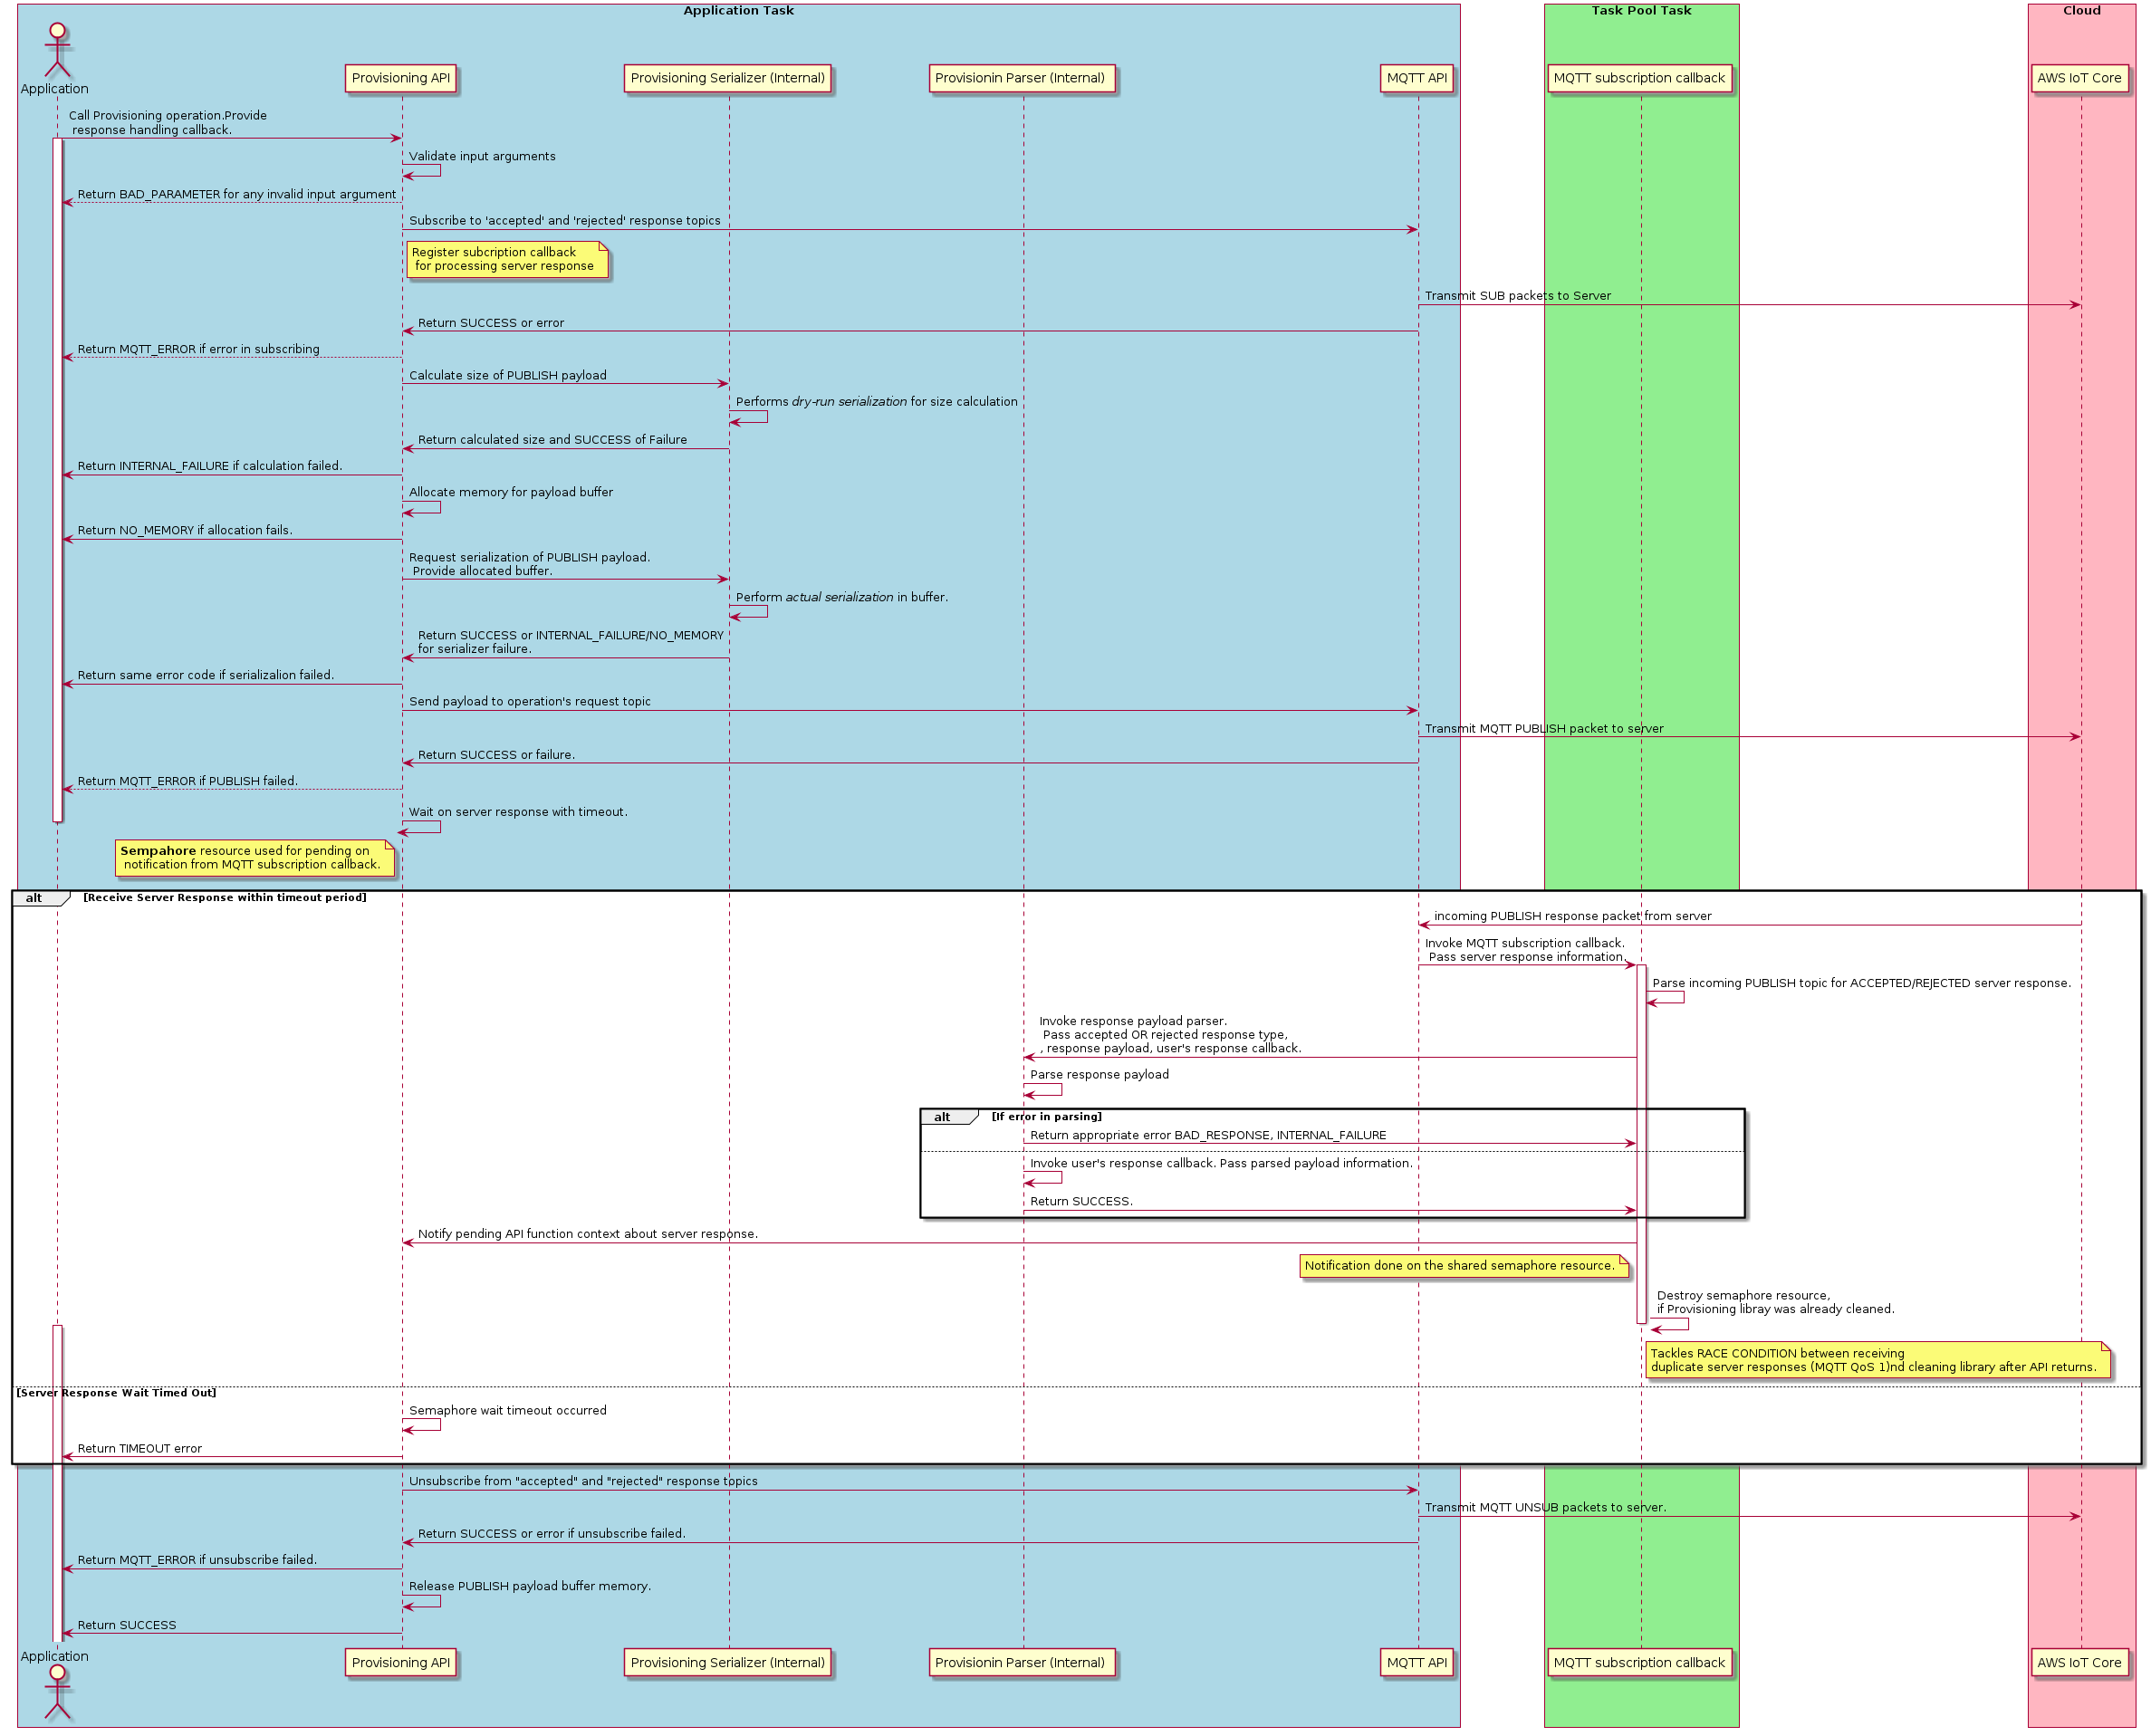 Application Task
Task Pool Task
Cloud
Application
Provisioning API
Provisioning Serializer (Internal)
Provisionin Parser (Internal)
MQTT API
MQTT subscription callback
AWS IoT Core
Call Provisioning operation.Provide
response handling callback.
Validate input arguments
Return BAD_PARAMETER for any invalid input argument
Subscribe to 'accepted' and 'rejected' response topics
Register subcription callback
for processing server response
Transmit SUB packets to Server
Return SUCCESS or error
Return MQTT_ERROR if error in subscribing
Calculate size of PUBLISH payload
Performs dry-run serialization for size calculation
Return calculated size and SUCCESS of Failure
Return INTERNAL_FAILURE if calculation failed.
Allocate memory for payload buffer
Return NO_MEMORY if allocation fails.
Request serialization of PUBLISH payload.
Provide allocated buffer.
Perform actual serialization in buffer.
Return SUCCESS or INTERNAL_FAILURE/NO_MEMORY
for serializer failure.
Return same error code if serializalion failed.
Send payload to operation's request topic
Transmit MQTT PUBLISH packet to server
Return SUCCESS or failure.
Return MQTT_ERROR if PUBLISH failed.
Wait on server response with timeout.
Sempahore resource used for pending on
notification from MQTT subscription callback.
alt [Receive Server Response within timeout period]
incoming PUBLISH response packet from server
Invoke MQTT subscription callback.
Pass server response information.
Parse incoming PUBLISH topic for ACCEPTED/REJECTED server response.
Invoke response payload parser.
Pass accepted OR rejected response type,
, response payload, user's response callback.
Parse response payload
alt [If error in parsing]
Return appropriate error BAD_RESPONSE, INTERNAL_FAILURE
Invoke user's response callback. Pass parsed payload information.
Return SUCCESS.
Notify pending API function context about server response.
Notification done on the shared semaphore resource.
Destroy semaphore resource,
if Provisioning libray was already cleaned.
Tackles RACE CONDITION between receiving
duplicate server responses (MQTT QoS 1)nd cleaning library after API returns.
[Server Response Wait Timed Out]
Semaphore wait timeout occurred
Return TIMEOUT error
Unsubscribe from "accepted" and "rejected" response topics
Transmit MQTT UNSUB packets to server.
Return SUCCESS or error if unsubscribe failed.
Return MQTT_ERROR if unsubscribe failed.
Release PUBLISH payload buffer memory.
Return SUCCESS
Application
Provisioning API
Provisioning Serializer (Internal)
Provisionin Parser (Internal)
MQTT API
MQTT subscription callback
AWS IoT Core